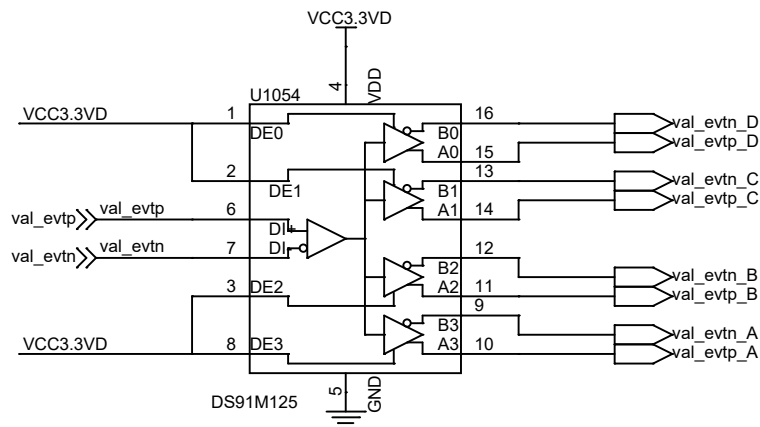 VCC3.3VD
4
VDD
U1054
VCC3.3VD 1 DE0 B0 16 val_evtn_D
A0 15 val_evtp_D
2 DE1 B1 13 val_evtn_C
A1 14 val_evtp_C
val_evtp val_evtp 6 DI+
val_evtn val_evtn 7 DI-
B2 12 val_evtn_B
3 DE2 A2 11 val_evtp_B
B3 9 val_evtn_A
VCC3.3VD 8 DE3 A3 10 val_evtp_A
5
GND
DS91M125